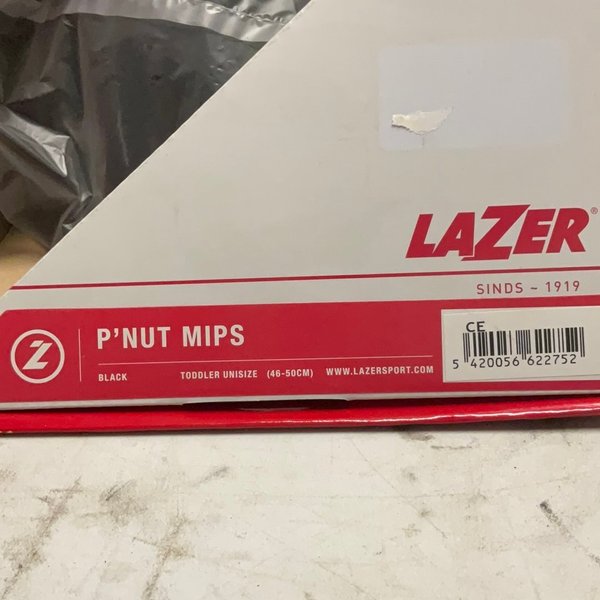 LAZER®
SINDS ~ 1919
Z
P'NUT MIPS
BLACK TODDLER UNISIZE (46-50CM) WWW.LAZERSPORT.COM
CE
5 420056 622752